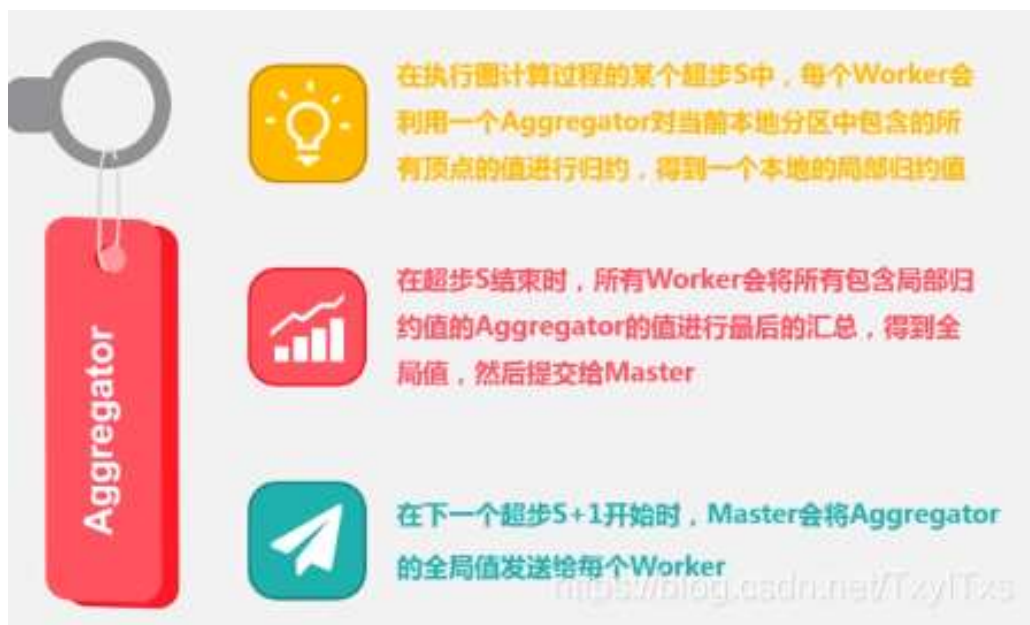 Aggregator
在执行图计算过程的某个超步S中，每个Worker会
利用一个Aggregator对当前本地分区中包含的所
有顶点的值进行归约，得到一个本地的局部归约值
在超步S结束时，所有Worker会将所有包含局部归
约值的Aggregator的值进行最后的汇总，得到全
局值，然后提交给Master
在下一个超步S+1开始时，Master会将Aggregator
的全局值发送给每个Worker
https://blog.csdn.net/TxyITxs